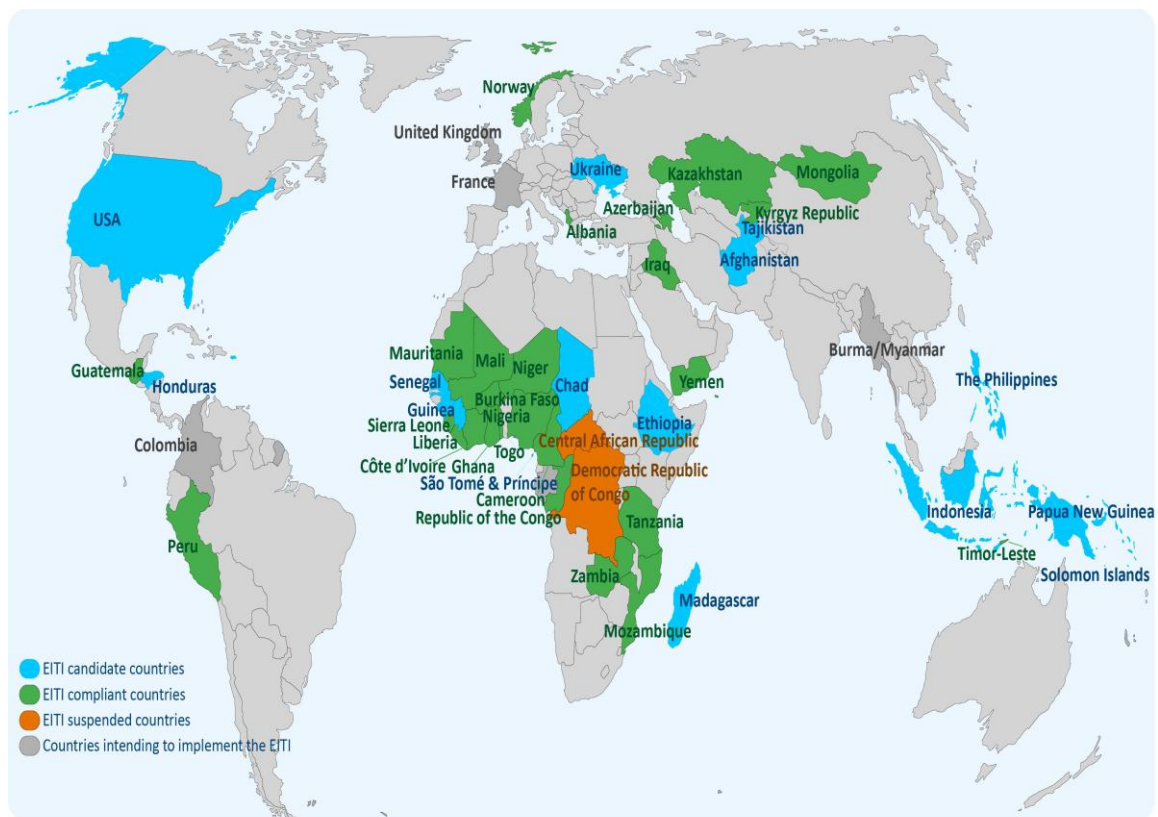 Norway
United Kingdom
Ukraine
Kazakhstan
Mongolia
France
Azerbaijan
Kyrgyz Republic
USA
Tajikistan
Albania
Afghanistan
Iraq
Burma/Myanmar
Mauritania
Mali
Niger
Guatemala
Honduras
Senegal
Chad
Yemen
The Philippines
Burkina Faso
Guinea
Nigeria
Ethiopia
Sierra Leone
Liberia
Central African Republic
Colombia
Togo
Côte d’Ivoire
Ghana
Democratic Republic
of Congo
São Tomé & Príncipe
Cameroon
Republic of the Congo
Indonesia
Papua New Guinea
Tanzania
Peru
Timor-Leste
Zambia
Solomon Islands
Madagascar
Mozambique
EITI candidate countries
EITI compliant countries
EITI suspended countries
Countries intending to implement the EITI